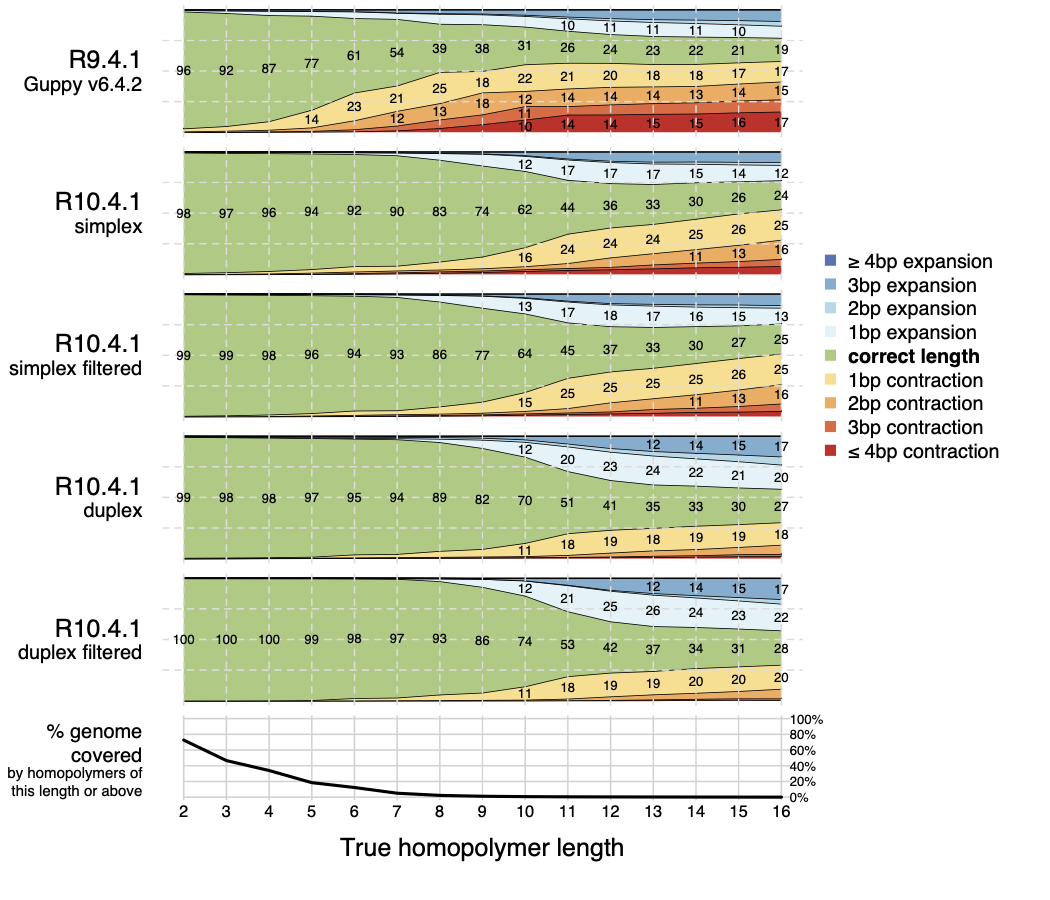 R9.4.1
Guppy v6.4.2
10 11 11 11 10
96 92 87 77 61 54 39 38 31 26 24 23 22 21 19
14 23 21 25 18 22 21 20 18 18 17 17
12 13 18 12 14 14 14 13 14 15
11
10 14 14 15 15 16 17
R10.4.1
simplex
12 17 17 17 15 14 12
98 97 96 94 92 90 83 74 62 44 36 33 30 26 24
16 24 24 24 25 26 25
11 13 16
R10.4.1
simplex filtered
13 17 18 17 16 15 13
99 99 98 96 94 93 86 77 64 45 37 33 30 27 25
15 25 25 25 25 26 25
11 13 16
R10.4.1
duplex
12 14 15 17
12 20 23 24 22 21 20
99 98 98 97 95 94 89 82 70 51 41 35 33 30 27
11 18 19 18 19 19 18
R10.4.1
duplex filtered
12 14 15 17
12 21 25 26 24 23 22
100 100 100 99 98 97 93 86 74 53 42 37 34 31 28
11 18 19 19 20 20 20
≥ 4bp expansion
3bp expansion
2bp expansion
1bp expansion
correct length
1bp contraction
2bp contraction
3bp contraction
≤ 4bp contraction
% genome
covered
by homopolymers of
this length or above
100%
80%
60%
40%
20%
0%
2 3 4 5 6 7 8 9 10 11 12 13 14 15 16
True homopolymer length